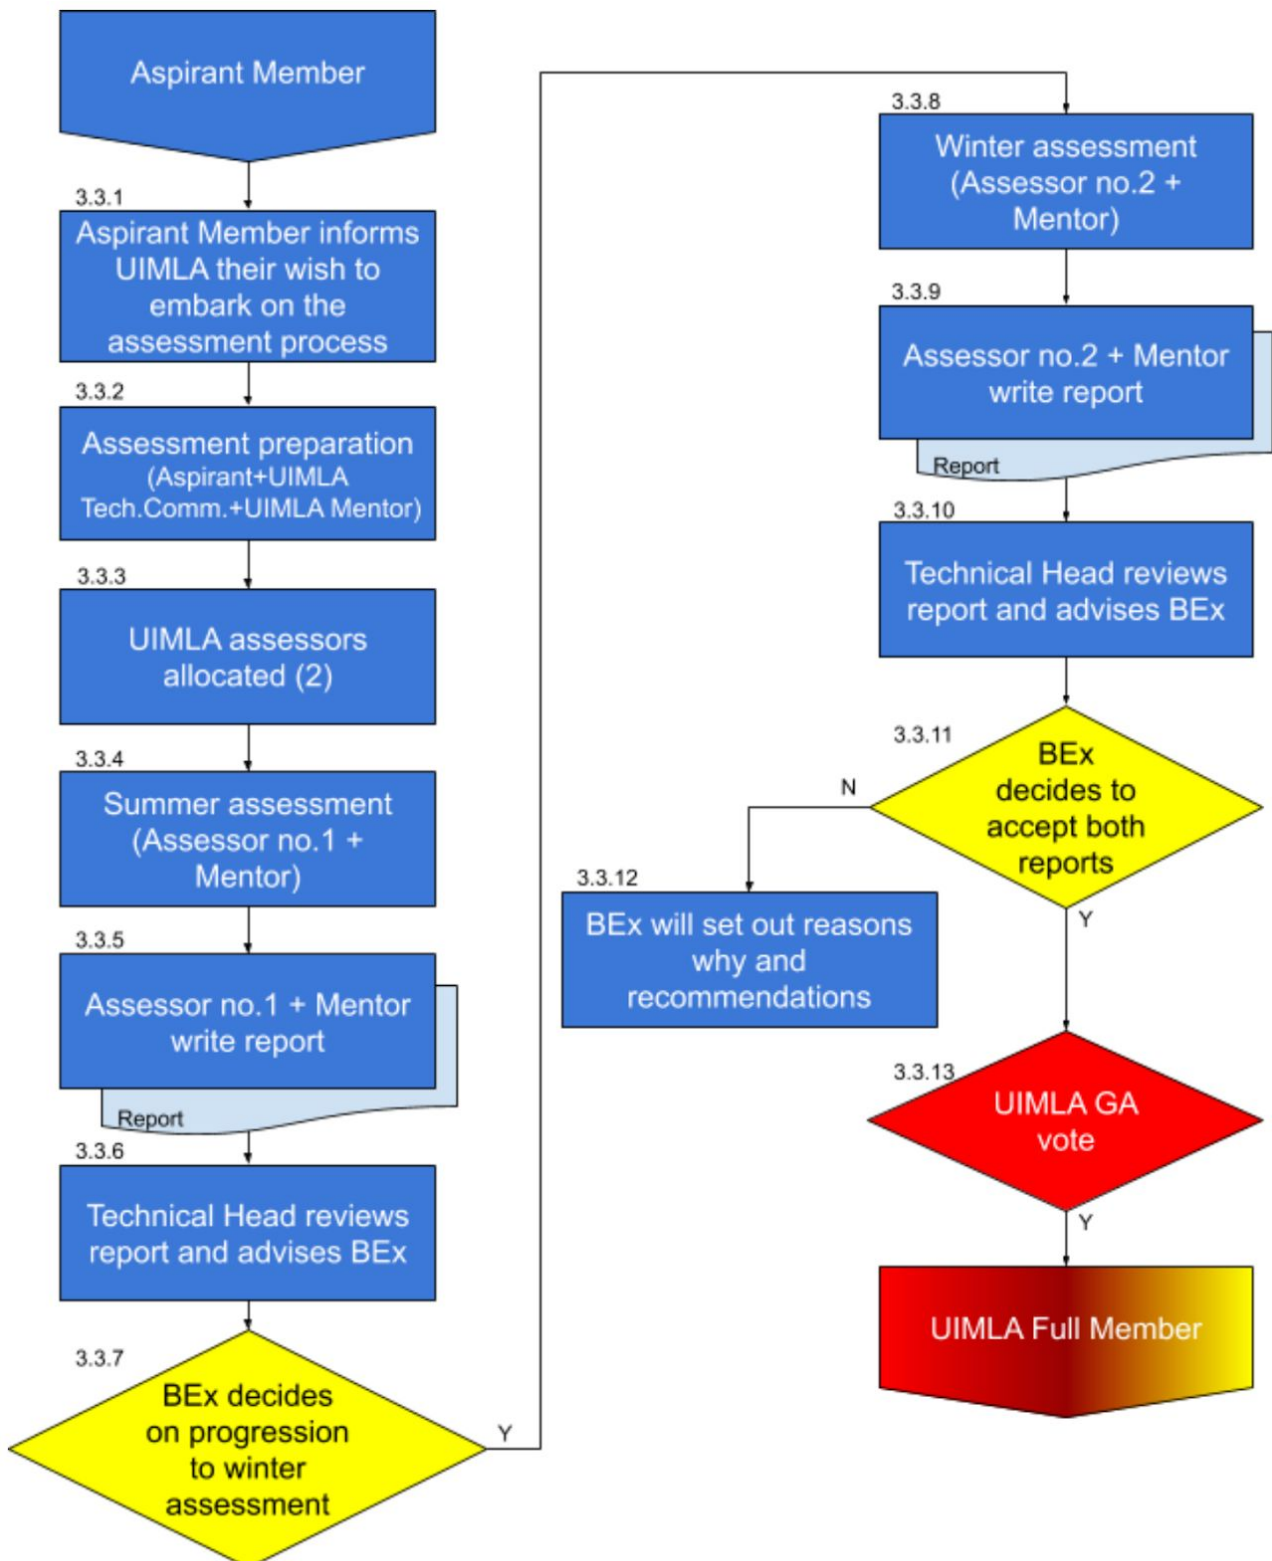 Aspirant Member
3.3.1
Aspirant Member informs
UIMLA their wish to
embark on the
assessment process
3.3.2
Assessment preparation
(Aspirant+UIMLA
Tech.Comm.+UIMLA Mentor)
3.3.3
UIMLA assessors
allocated (2)
3.3.4
Summer assessment
(Assessor no.1 +
Mentor)
3.3.5
Assessor no.1 + Mentor
write report
Report
3.3.6
Technical Head reviews
report and advises BEx
3.3.7
BEx decides
on progression
to winter
assessment
Y
3.3.8
Winter assessment
(Assessor no.2 +
Mentor)
3.3.9
Assessor no.2 + Mentor
write report
Report
3.3.10
Technical Head reviews
report and advises BEx
3.3.11
BEx
decides to
accept both
reports
N
3.3.12
BEx will set out reasons
why and
recommendations
Y
3.3.13
UIMLA GA
vote
Y
UIMLA Full Member